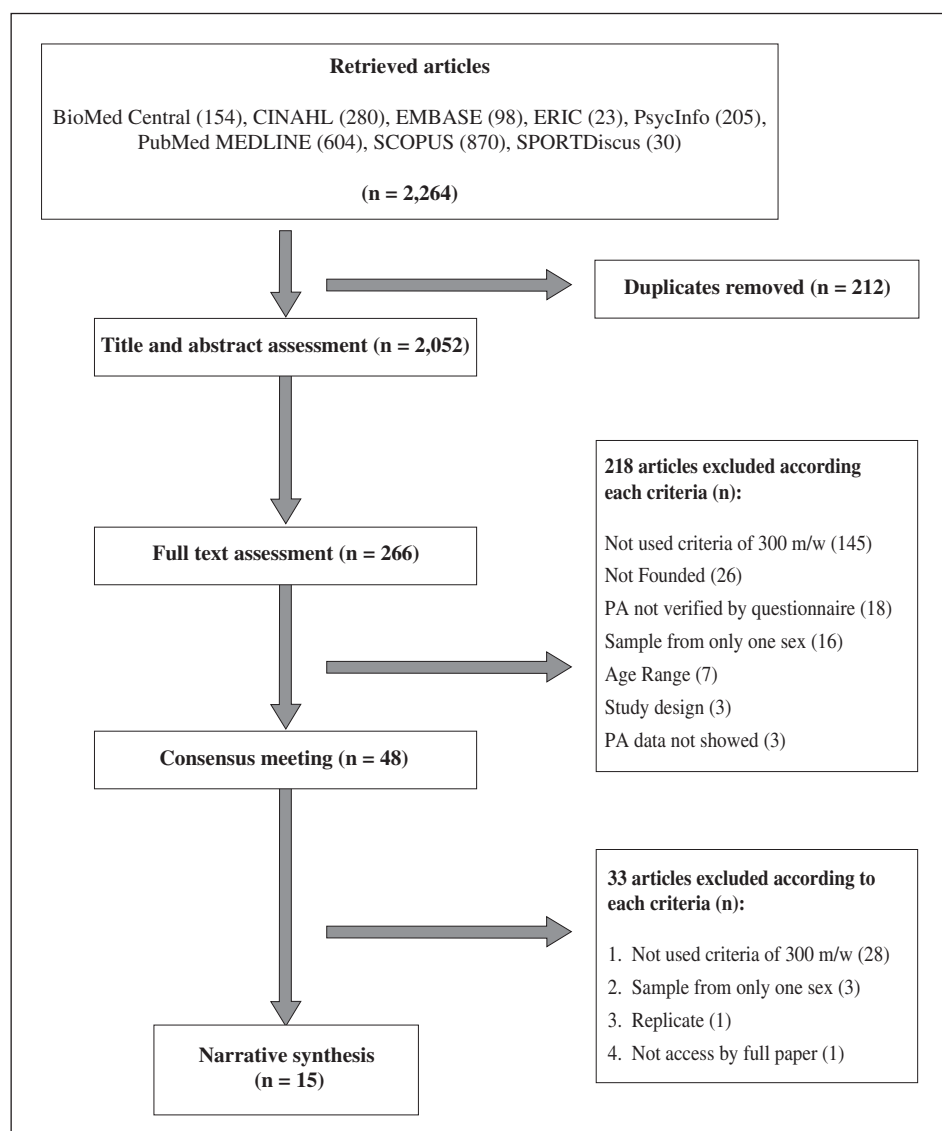 Retrieved articles
BioMed Central (154), CINAHL (280), EMBASE (98), ERIC (23), PsycInfo (205),
PubMed MEDLINE (604), SCOPUS (870), SPORTDiscus (30)
(n = 2,264)
Duplicates removed (n = 212)
Title and abstract assessment (n = 2,052)
218 articles excluded according
each criteria (n):
Not used criteria of 300 m/w (145)
Not Founded (26)
PA not verified by questionnaire (18)
Sample from only one sex (16)
Age Range (7)
Study design (3)
PA data not showed (3)
Full text assessment (n = 266)
Consensus meeting (n = 48)
33 articles excluded according to
each criteria (n):
1. Not used criteria of 300 m/w (28)
2. Sample from only one sex (3)
3. Replicate (1)
4. Not access by full paper (1)
Narrative synthesis
(n = 15)